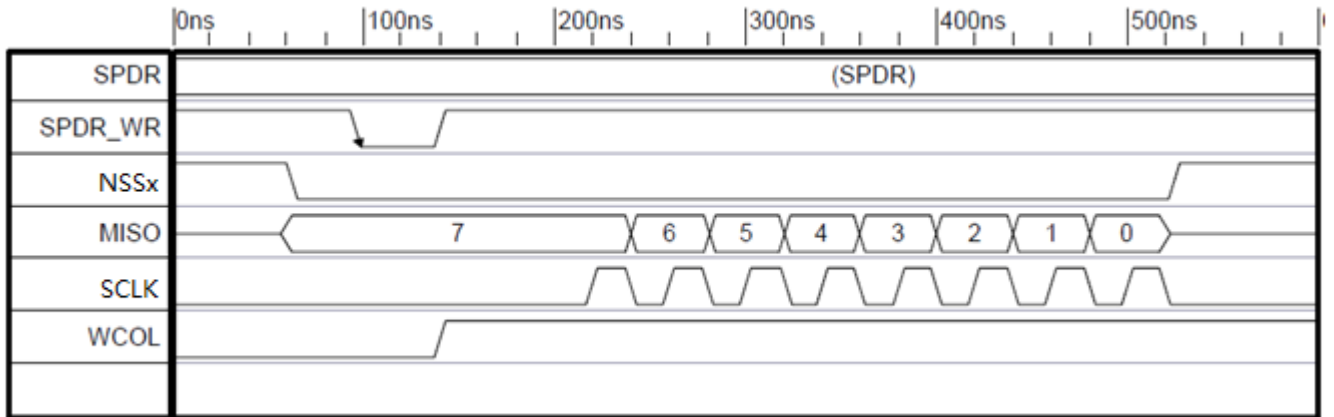 0ns 100ns 200ns 300ns 400ns 500ns
SPDR (SPDR)
SPDR_WR
NSSx
MISO 7 6 5 4 3 2 1 0
SCLK
WCOL